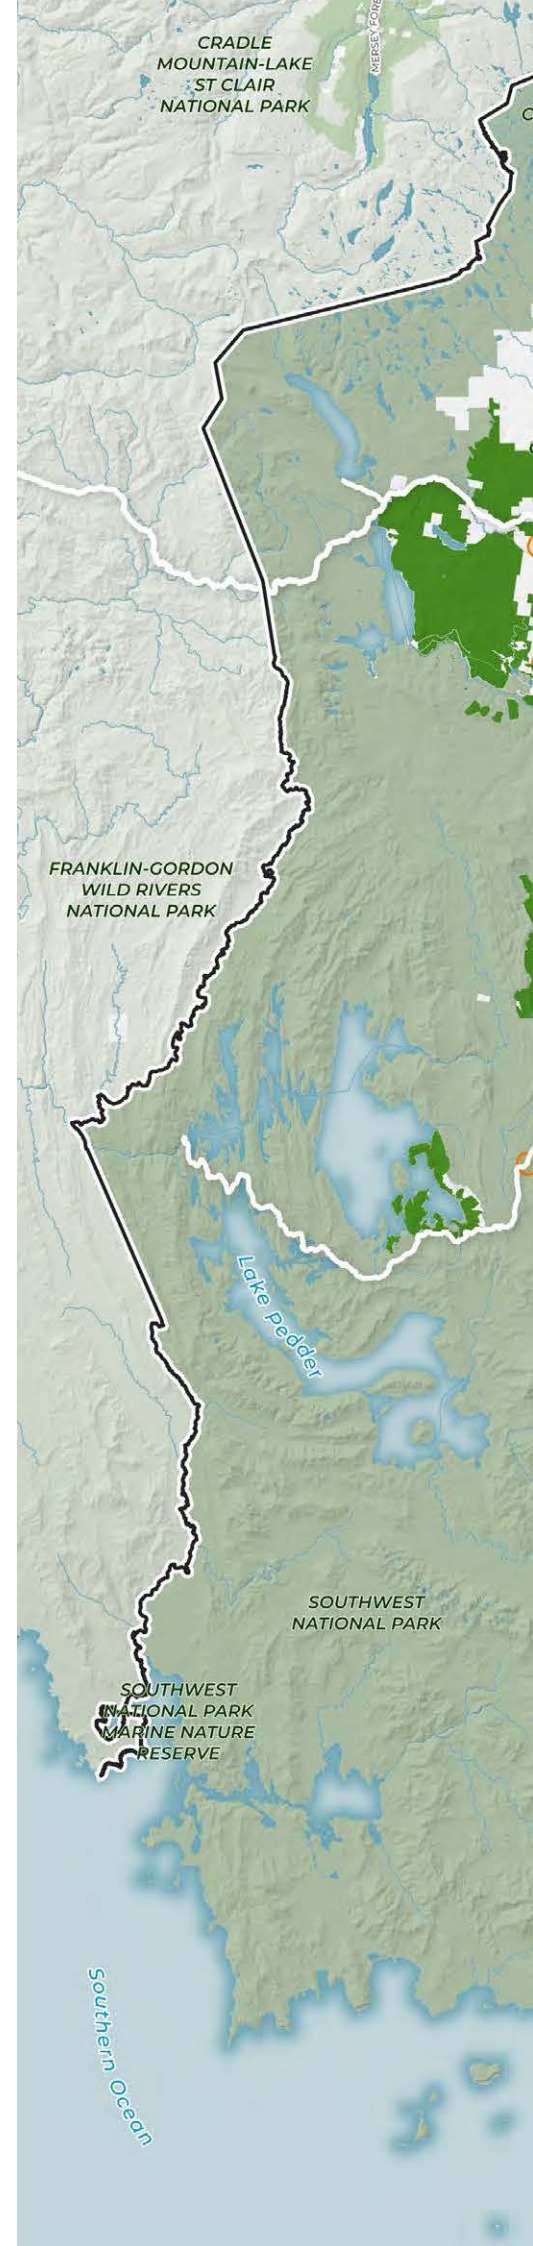 CRADLE
MOUNTAIN-LAKE
ST CLAIR
NATIONAL PARK
FRANKLIN-GORDON
WILD RIVERS
NATIONAL PARK
Lake Pedder
SOUTHWEST
NATIONAL PARK
SOUTHWEST
NATIONAL PARK
MARINE NATURE
RESERVE
Southern Ocean